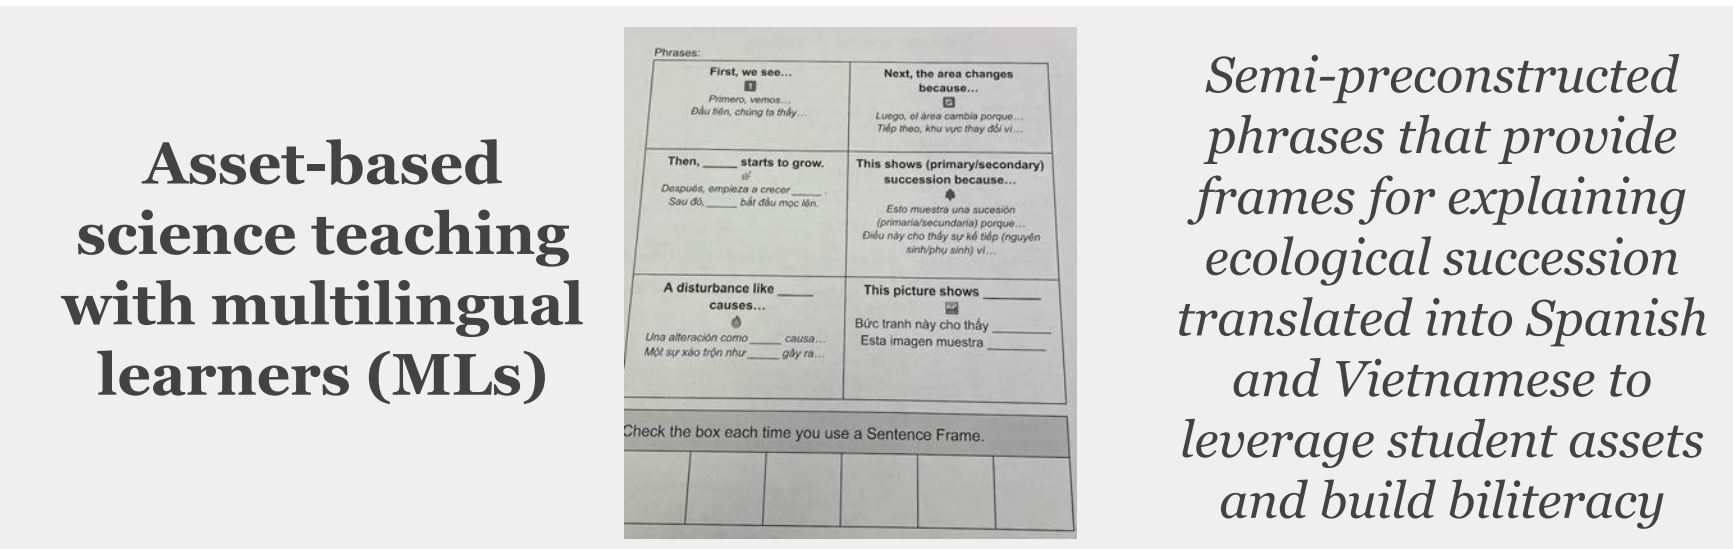 Asset-based
science teaching
with multilingual
learners (MLs)
Phrases:
First, we see...
Primero, vemos...
Đầu tiên, chúng ta thấy...
Next, the area changes
because...
Luego, el área cambia porque...
Tiếp theo, khu vực thay đổi vì...
Then, _____ starts to grow.
Después, empieza a crecer _____ .
Sau đó, _____ bắt đầu mọc lên.
This shows (primary/secondary)
succession because...
Esto muestra una sucesión
(primaria/secundaria) porque...
Điều này cho thấy sự kế tiếp (nguyên
sinh/phụ sinh) vì...
A disturbance like _____
causes...
Una alteración como _____ causa...
Một sự xáo trộn như _____ gây ra...
This picture shows ________
Bức tranh này cho thấy ________
Esta imagen muestra ________
Check the box each time you use a Sentence Frame.
Semi-preconstructed
phrases that provide
frames for explaining
ecological succession
translated into Spanish
and Vietnamese to
leverage student assets
and build biliteracy